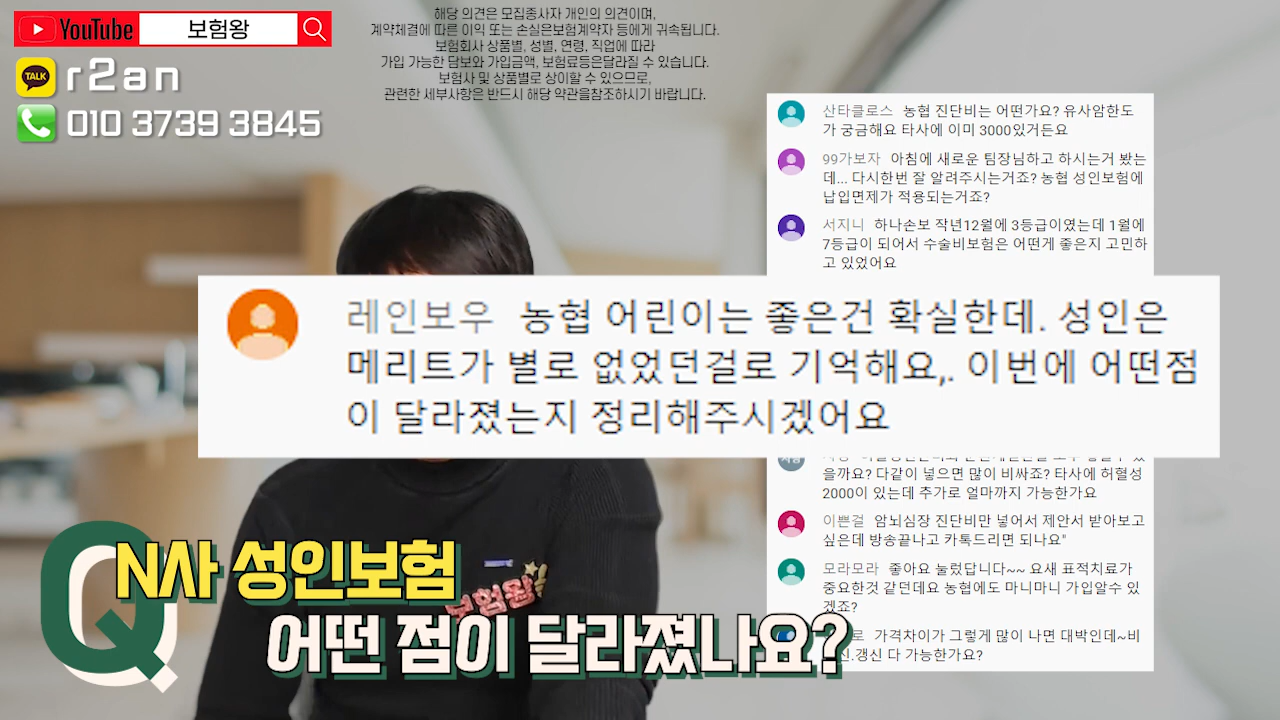 YouTube 보험왕
TALK r2an
010 3739 3845
해당 의견은 모집종사자 개인의 의견이며,
계약체결에 따른 이익 또는 손실은보험계약자 등에게 귀속됩니다.
보험회사 상품별, 성별, 연령, 직업에 따라
가입 가능한 담보와 가입금액, 보험료등은달라질 수 있습니다.
보험사 및 상품별로 상이할 수 있으므로,
관련한 세부사항은 반드시 해당 약관을참조하시기 바랍니다.
산타클로스 농협 진단비는 어떤가요? 유사암한도
가 궁금해요 타사에 이미 3000있거든요
99가보자 아침에 새로운 팀장님하고 하시는거 봤는
데... 다시한번 잘 알려주시는거죠? 농협 성인보험에
납입면제가 적용되는거죠?
서지니 하나손보 작년12월에 3등급이였는데 1월에
7등급이 되어서 수술비보험은 어떤게 좋은지 고민하
고 있었어요
레인보우 농협 어린이는 좋은건 확실한데. 성인은
메리트가 별로 없었던걸로 기억해요,. 이번에 어떤점
이 달라졌는지 정리해주시겠어요
을까요? 다같이 넣으면 많이 비싸죠? 타사에 허혈성
2000이 있는데 추가로 얼마까지 가능한가요
이쁜걸 암뇌심장 진단비만 넣어서 제안서 받아보고
싶은데 방송끝나고 카톡드리면 되나요"
모라모라 좋아요 눌렀답니다~~ 요새 표적치료가
중요한것 같던데요 농협에도 마니마니 가입할수 있
겠죠?
로 가격차이가 그렇게 많이 나면 대박인데~비
신.갱신 다 가능한가요?
보험왕
Q N사 성인보험
어떤 점이 달라졌나요?